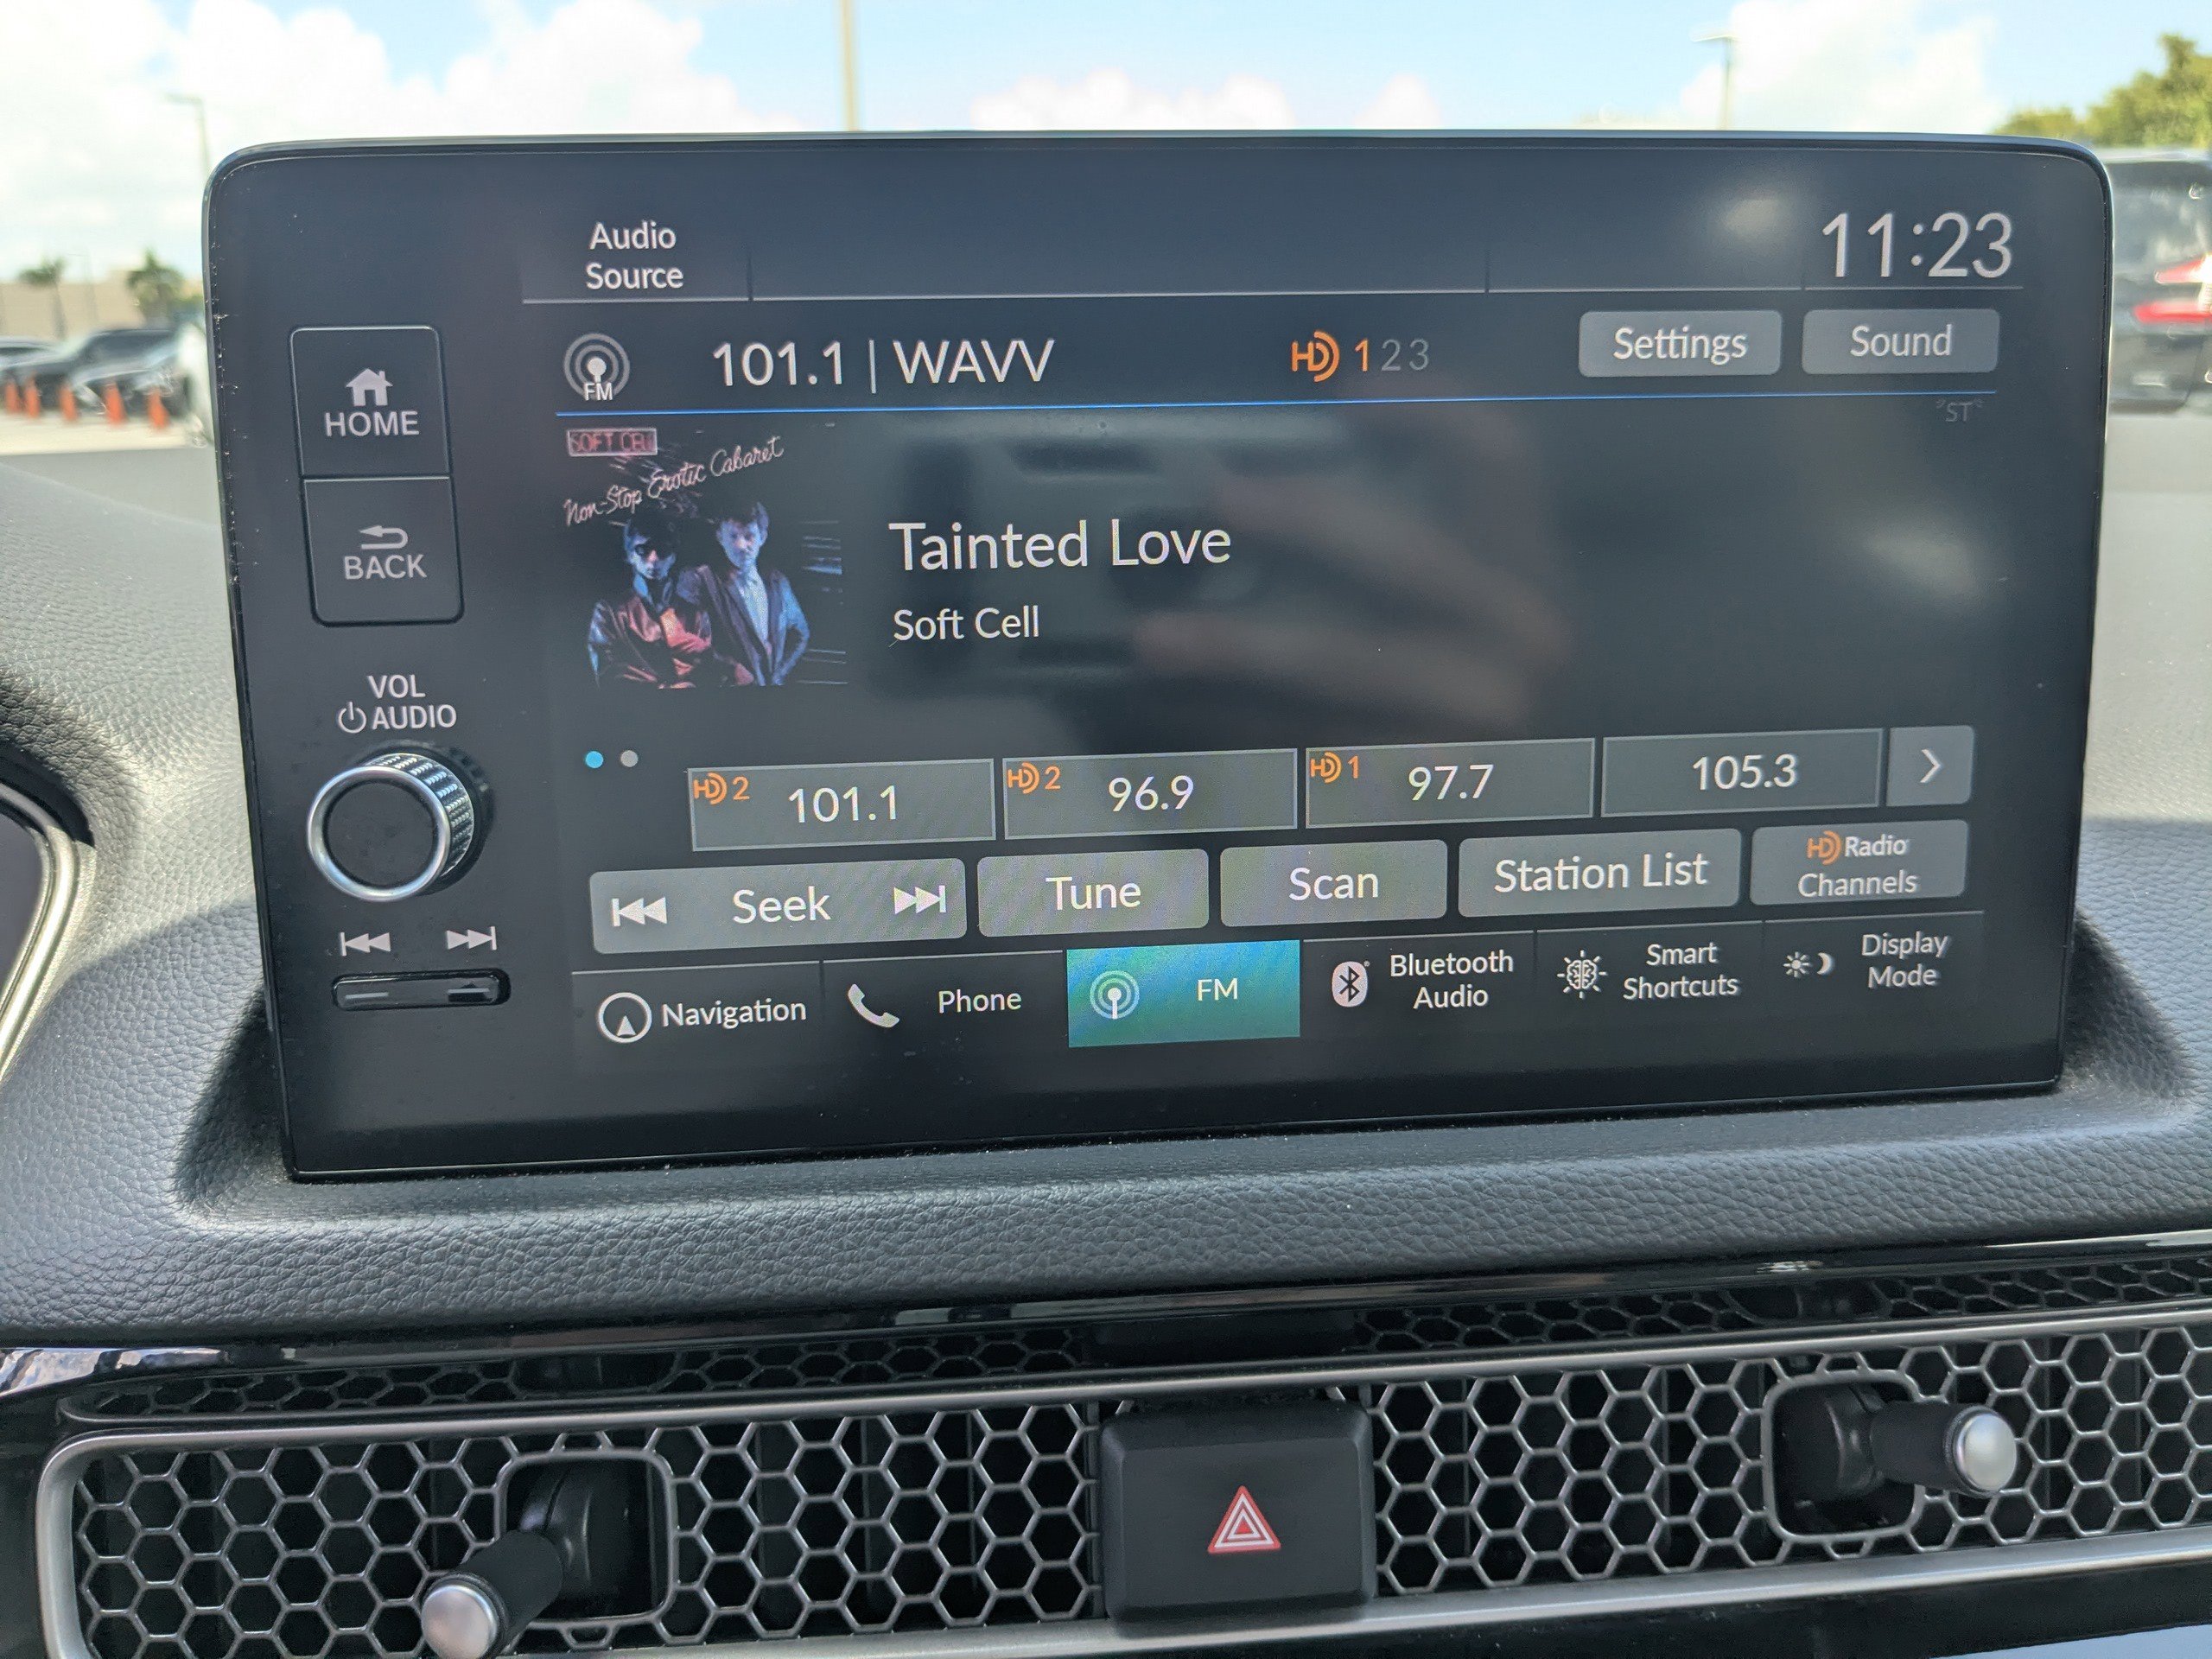 Audio
Source
11:23
FM
101.1 | WAVV
HD 1 2 3
Settings
Sound
ST
HOME
BACK
SOFT CELL
Non-Stop Erotic Cabaret
Tainted Love
Soft Cell
VOL
AUDIO
HD 2 101.1
HD 2 96.9
HD 1 97.7
105.3
Seek
Tune
Scan
Station List
HD Radio
Channels
Navigation
Phone
FM
Bluetooth
Audio
Smart
Shortcuts
Display
Mode